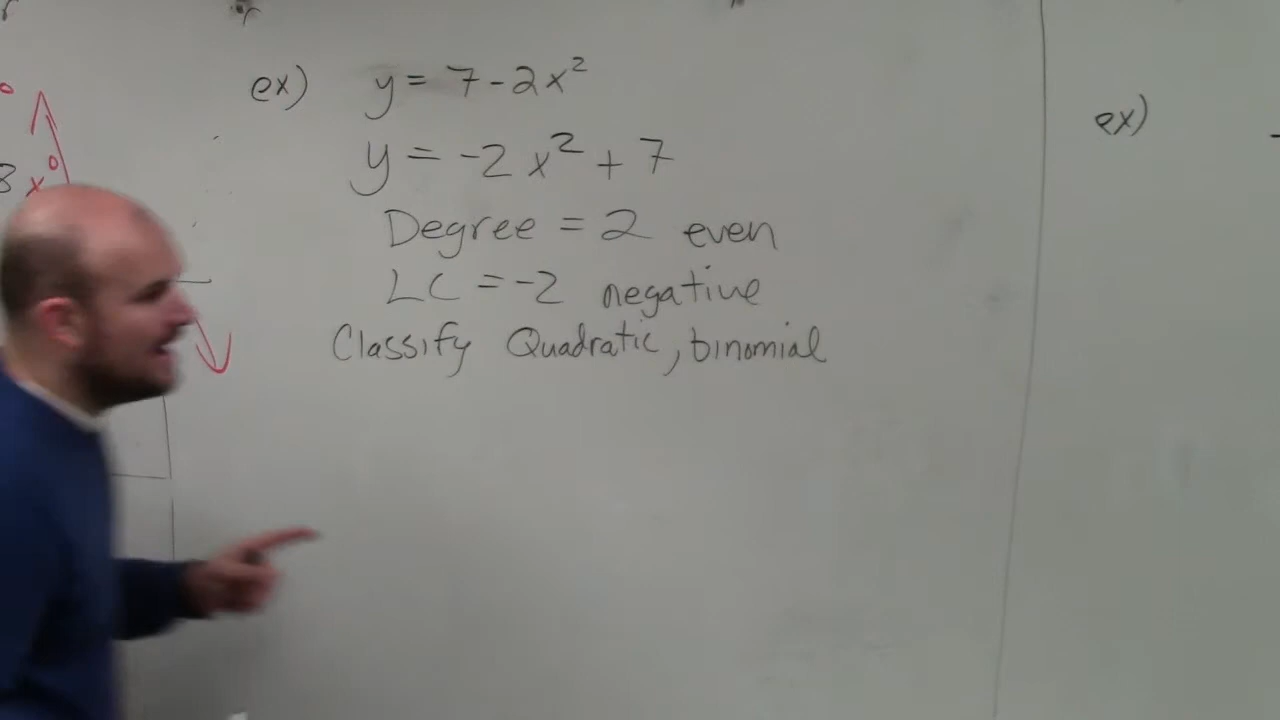 ex) y = 7 - 2x²
y = -2x² + 7
Degree = 2 even
LC = -2 negative
Classify Quadratic, binomial
ex)